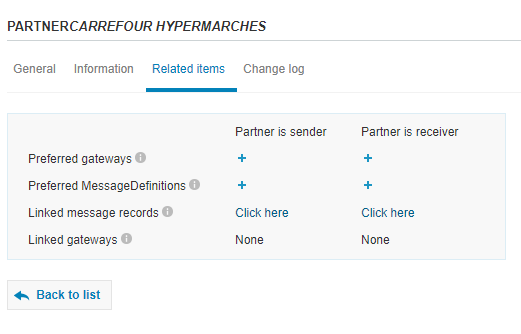 PARTNERCARREFOUR HYPERMARCHES
General Information Related items Change log
Partner is sender Partner is receiver
Preferred gateways i + +
Preferred MessageDefinitions i + +
Linked message records i Click here Click here
Linked gateways i None None
Back to list